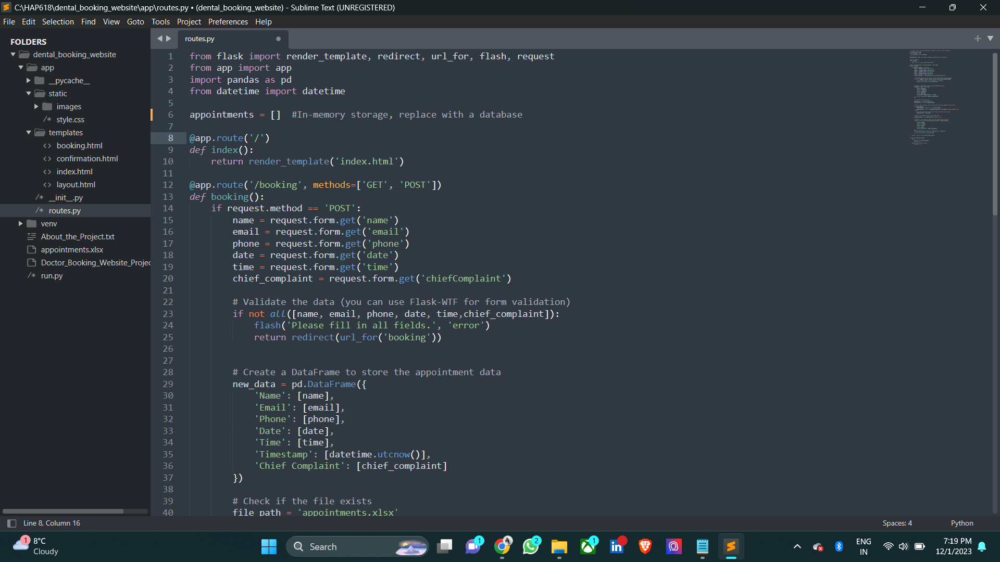 C:\HAP618\dental_booking_website\app\routes.py • (dental_booking_website) - Sublime Text (UNREGISTERED)
File Edit Selection Find View Goto Tools Project Preferences Help
FOLDERS
dental_booking_website
app
__pycache__
static
images
/* style.css
templates
<> booking.html
<> confirmation.html
<> index.html
<> layout.html
/* __init__.py
/* routes.py
venv
About_the_Project.txt
appointments.xlsx
Doctor_Booking_Website_Projec
/* run.py
routes.py
1 from flask import render_template, redirect, url_for, flash, request
2 from app import app
3 import pandas as pd
4 from datetime import datetime
5
6 appointments = []  #In-memory storage, replace with a database
7
8 @app.route('/')
9 def index():
10     return render_template('index.html')
11
12 @app.route('/booking', methods=['GET', 'POST'])
13 def booking():
14     if request.method == 'POST':
15         name = request.form.get('name')
16         email = request.form.get('email')
17         phone = request.form.get('phone')
18         date = request.form.get('date')
19         time = request.form.get('time')
20         chief_complaint = request.form.get('chiefComplaint')
21
22         # Validate the data (you can use Flask-WTF for form validation)
23         if not all([name, email, phone, date, time,chief_complaint]):
24             flash('Please fill in all fields.', 'error')
25             return redirect(url_for('booking'))
26
27
28         # Create a DataFrame to store the appointment data
29         new_data = pd.DataFrame({
30             'Name': [name],
31             'Email': [email],
32             'Phone': [phone],
33             'Date': [date],
34             'Time': [time],
35             'Timestamp': [datetime.utcnow()],
36             'Chief Complaint': [chief_complaint]
37         })
38
39         # Check if the file exists
40         file_path = 'appointments.xlsx'
Line 8, Column 16
Spaces: 4
Python
1
8°C
Cloudy
Search
1
2
1
ENG
IN
7:19 PM
12/1/2023